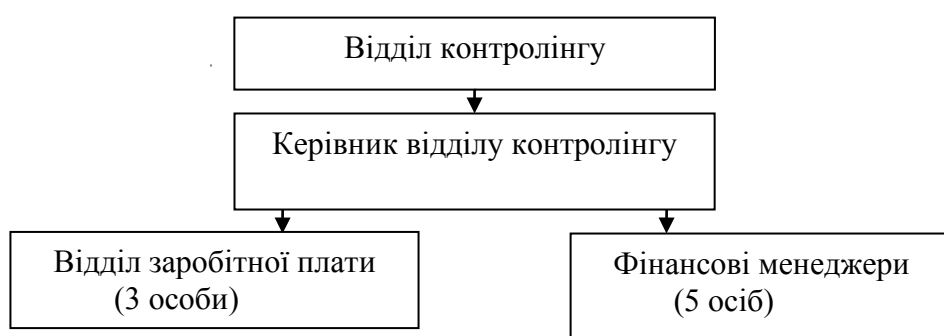 Відділ контролінгу
Керівник відділу контролінгу
Відділ заробітної плати
(3 особи)
Фінансові менеджери
(5 осіб)